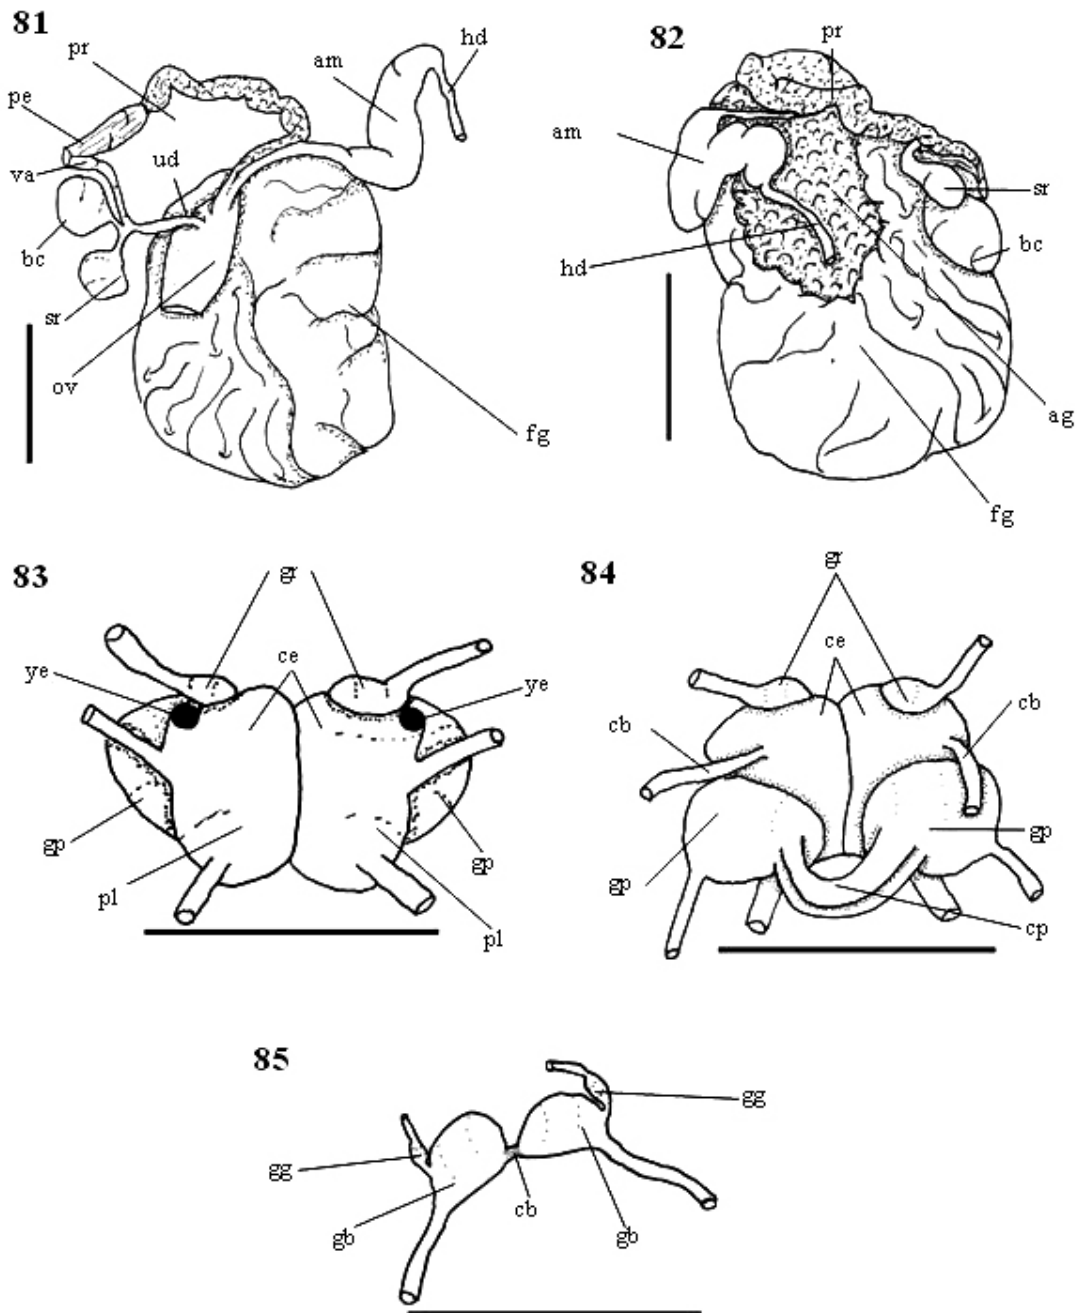 81
pr
am
hd
pe
va
ud
bc
sr
ov
fg
82
pr
am
sr
hd
bc
ag
fg
83
gr
ye
ce
ye
gp
gp
pl
pl
84
gr
ce
cb
cb
gp
gp
cp
85
gg
gg
cb
gb
gb